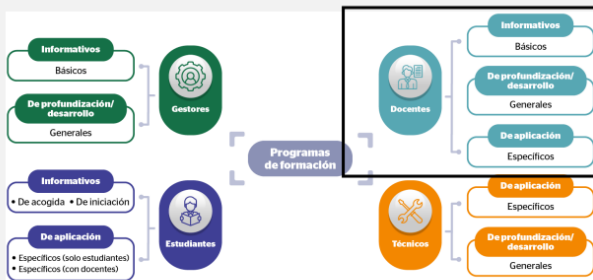 Informativos
Básicos
De profundización/
desarrollo
Generales
Gestores
Informativos
Básicos
De profundización/
desarrollo
Generales
De aplicación
Específicos
Docentes
Programas
de formación
Informativos
• De acogida • De iniciación
De aplicación
• Específicos (solo estudiantes)
• Específicos (con docentes)
Estudiantes
De aplicación
Específicos
De profundización/
desarrollo
Generales
Técnicos